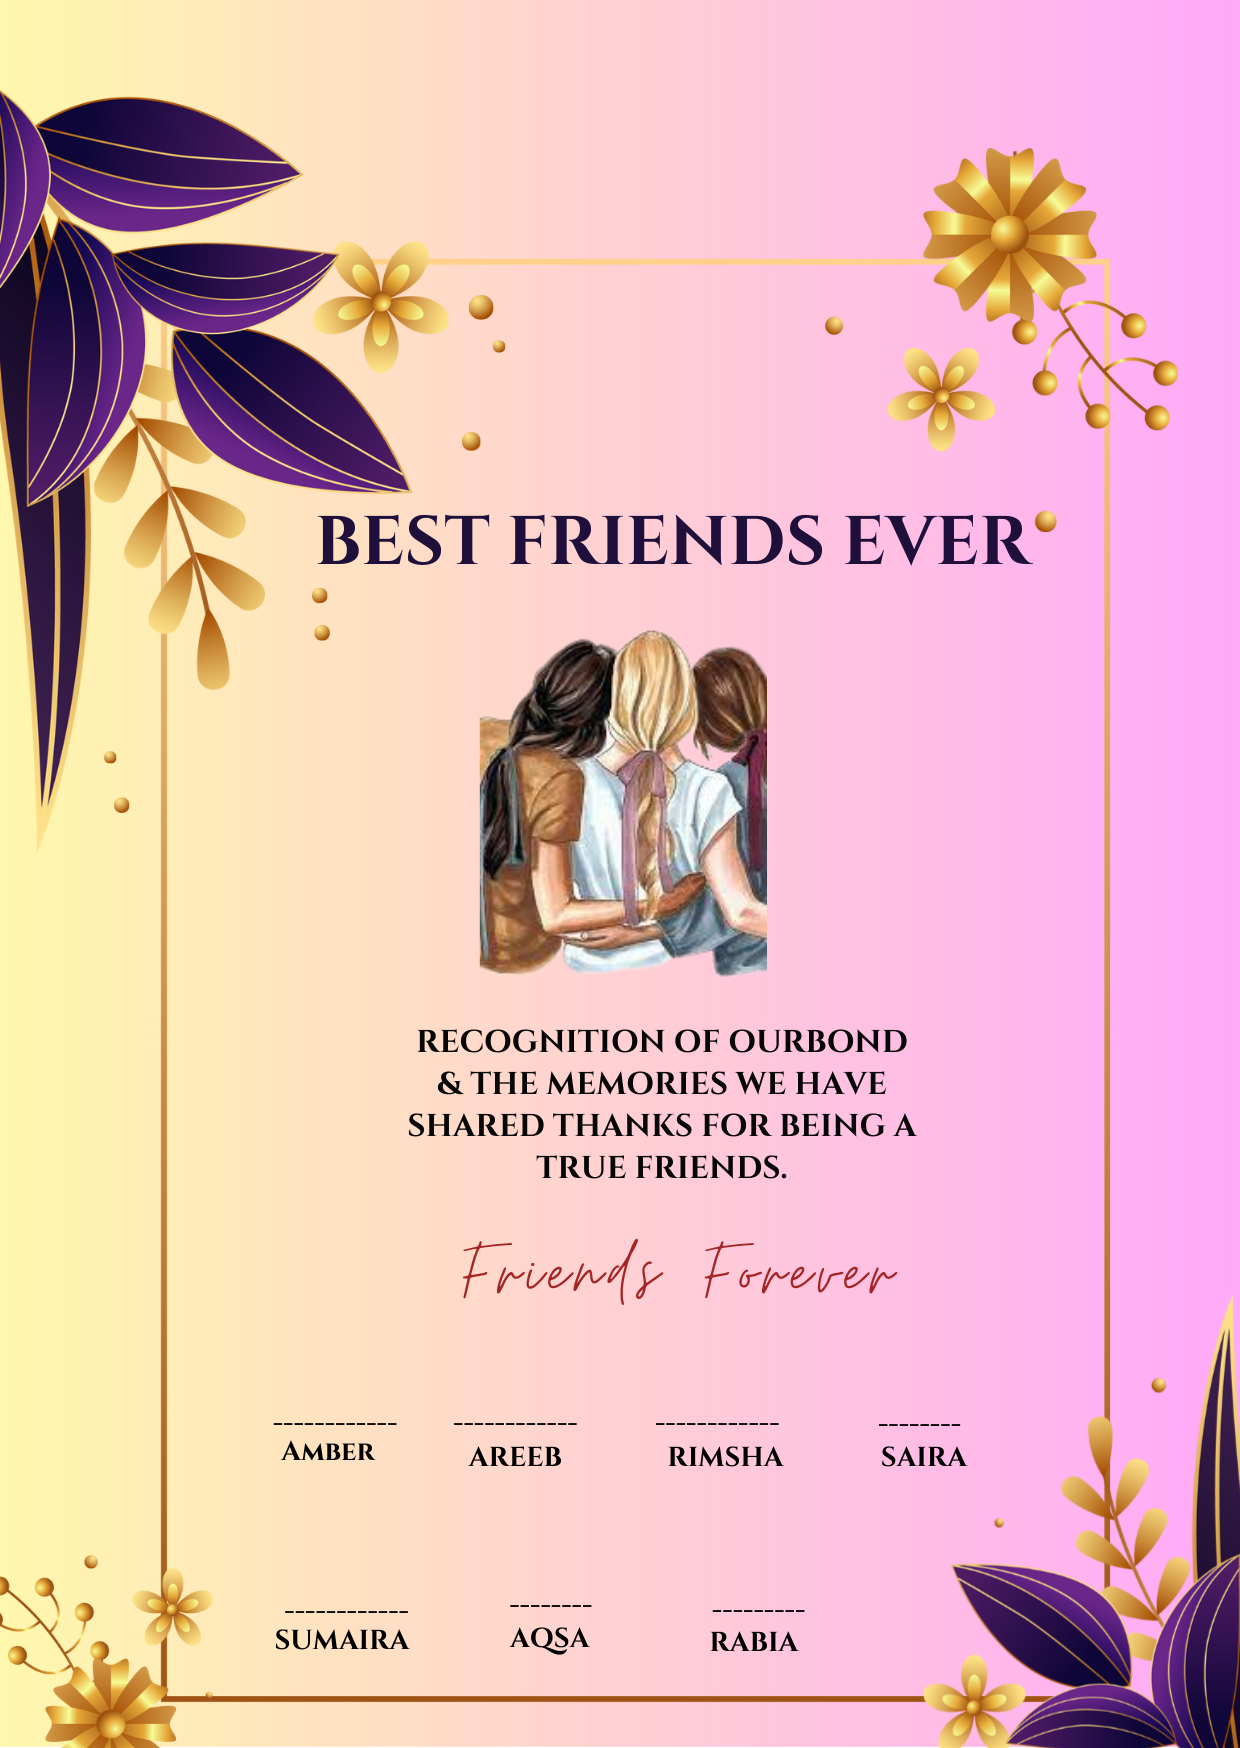 BEST FRIENDS EVER
RECOGNITION OF OURBOND
& THE MEMORIES WE HAVE
SHARED THANKS FOR BEING A
TRUE FRIENDS.
Friends Forever
------------ ------------ ------------ --------
AMBER AREEB RIMSHA SAIRA
------------ -------- ---------
SUMAIRA AQSA RABIA